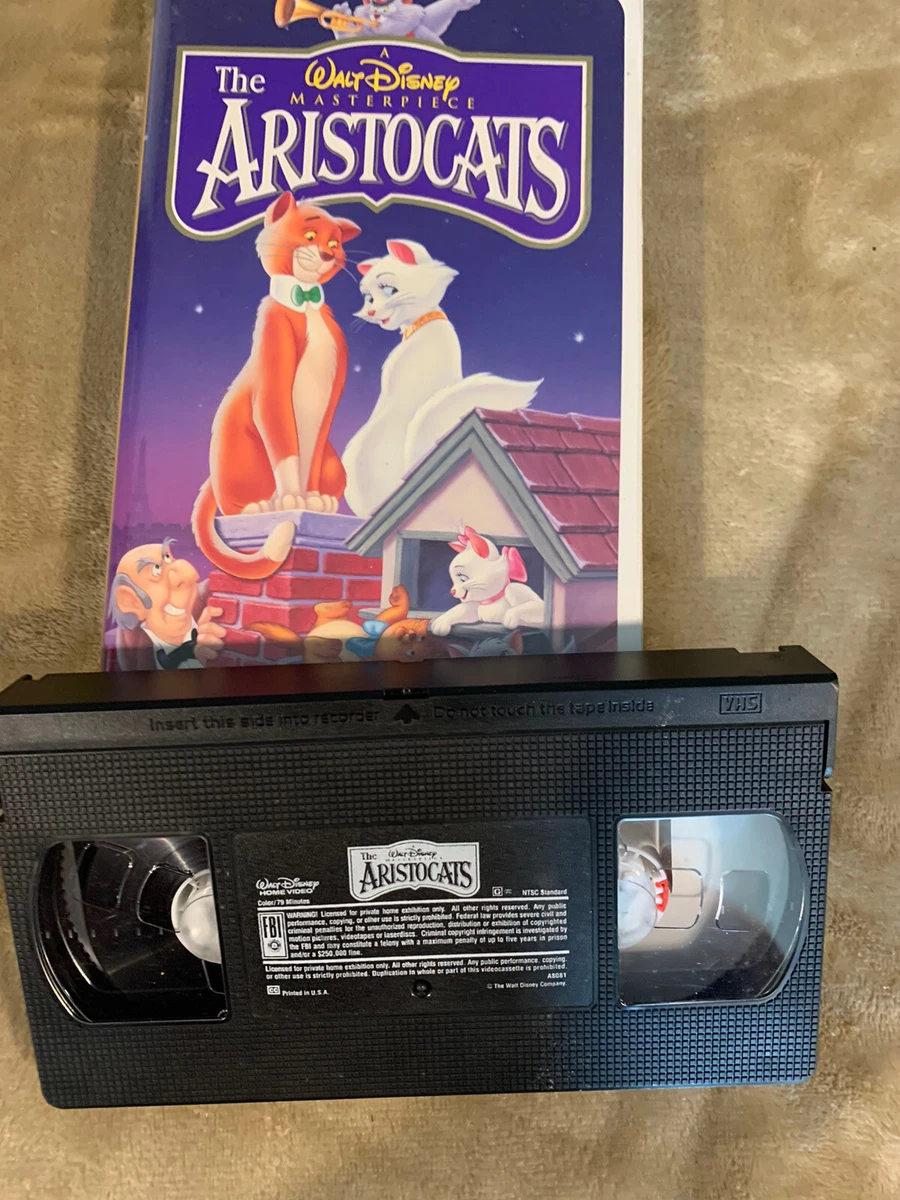 A
The WALT DISNEY
MASTERPIECE
ARISTOCATS
Insert this side into recorder Do not touch the tape inside VHS
The Walt Disney
MASTERPIECE
ARISTOCATS
WALT DISNEY
HOME VIDEO
G NTSC Standard
Color/79 Minutes
FBI
WARNING! Licensed for private home exhibition only. All other rights reserved. Any public
performance, copying, or other use is strictly prohibited. Federal law provides severe civil and
criminal penalties for the unauthorized reproduction, distribution or exhibition of copyrighted
motion pictures, videotapes or laserdiscs. Criminal copyright infringement is investigated by
the FBI and may constitute a felony with a maximum penalty of up to five years in prison
and/or a $250,000 fine.
Licensed for private home exhibition only. All other rights reserved. Any public performance, copying,
or other use is strictly prohibited. Duplication in whole or part of this videocassette is prohibited.
A8081
CC Printed in U.S.A. © The Walt Disney Company.